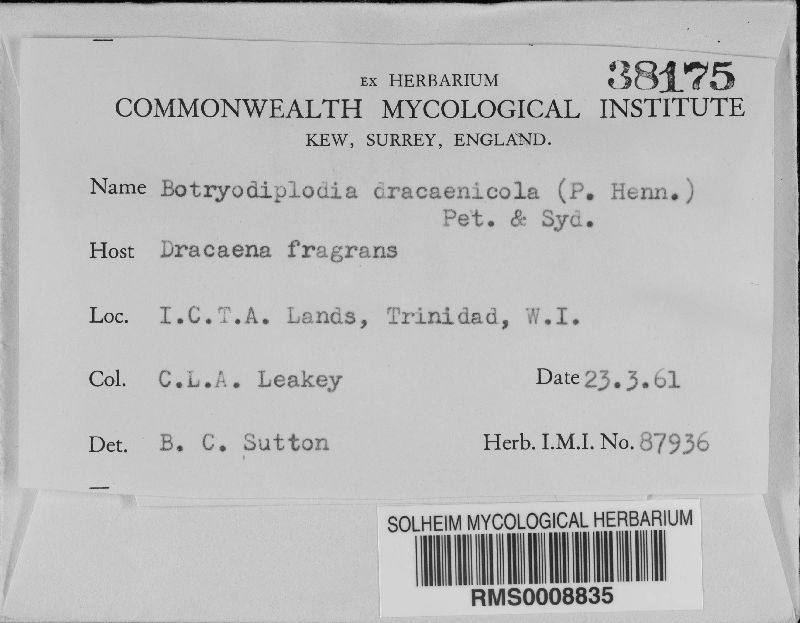 38175
EX HERBARIUM
COMMONWEALTH MYCOLOGICAL INSTITUTE
KEW, SURREY, ENGLAND.
Name Botryodiplodia dracaenicola (P. Henn.)
Pet. & Syd.
Host Dracaena fragrans
Loc. I.C.T.A. Lands, Trinidad, W.I.
Col. C.L.A. Leakey Date 23.3.61
Det. B. C. Sutton Herb. I.M.I. No. 87936
SOLHEIM MYCOLOGICAL HERBARIUM
RMS0008835